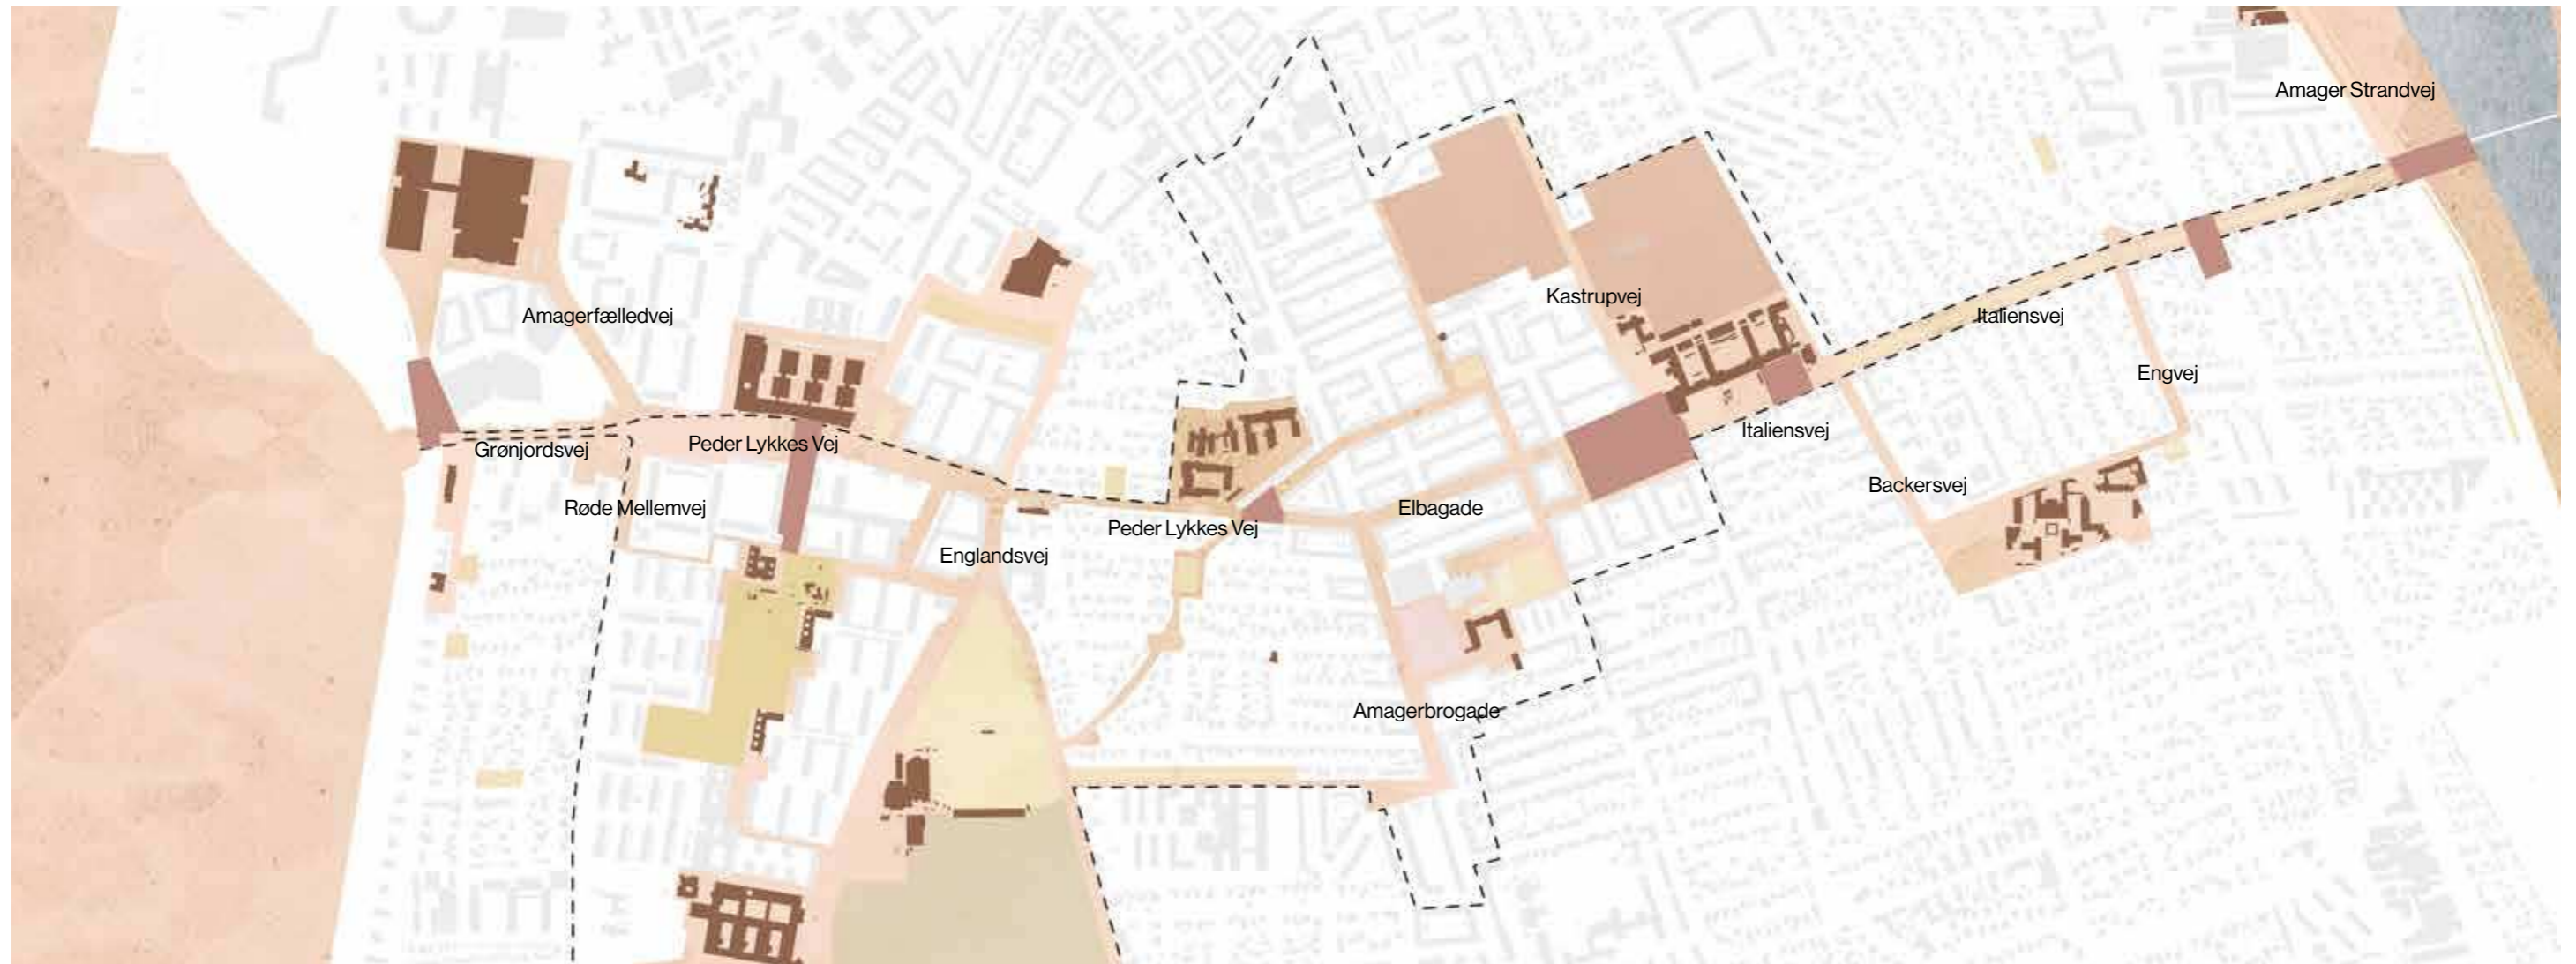 Amager Strandvej
Kastrupvej
Amagerfælledvej
Italiensvej
Engvej
Italiensvej
Peder Lykkes Vej
Grønjordsvej
Backersvej
Røde Mellemvej
Elbagade
Peder Lykkes Vej
Englandsvej
Amagerbrogade